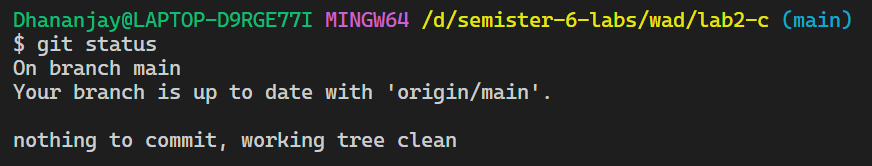 Dhananjay@LAPTOP-D9RGE77I MINGW64 /d/semister-6-labs/wad/lab2-c (main)
$ git status
On branch main
Your branch is up to date with 'origin/main'.
nothing to commit, working tree clean